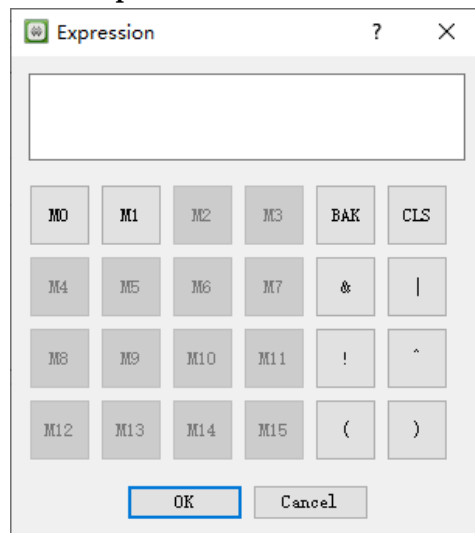 Expression ? ×
M0 M1 M2 M3 BAK CLS
M4 M5 M6 M7 & |
M8 M9 M10 M11 ! ^
M12 M13 M14 M15 ( )
OK Cancel